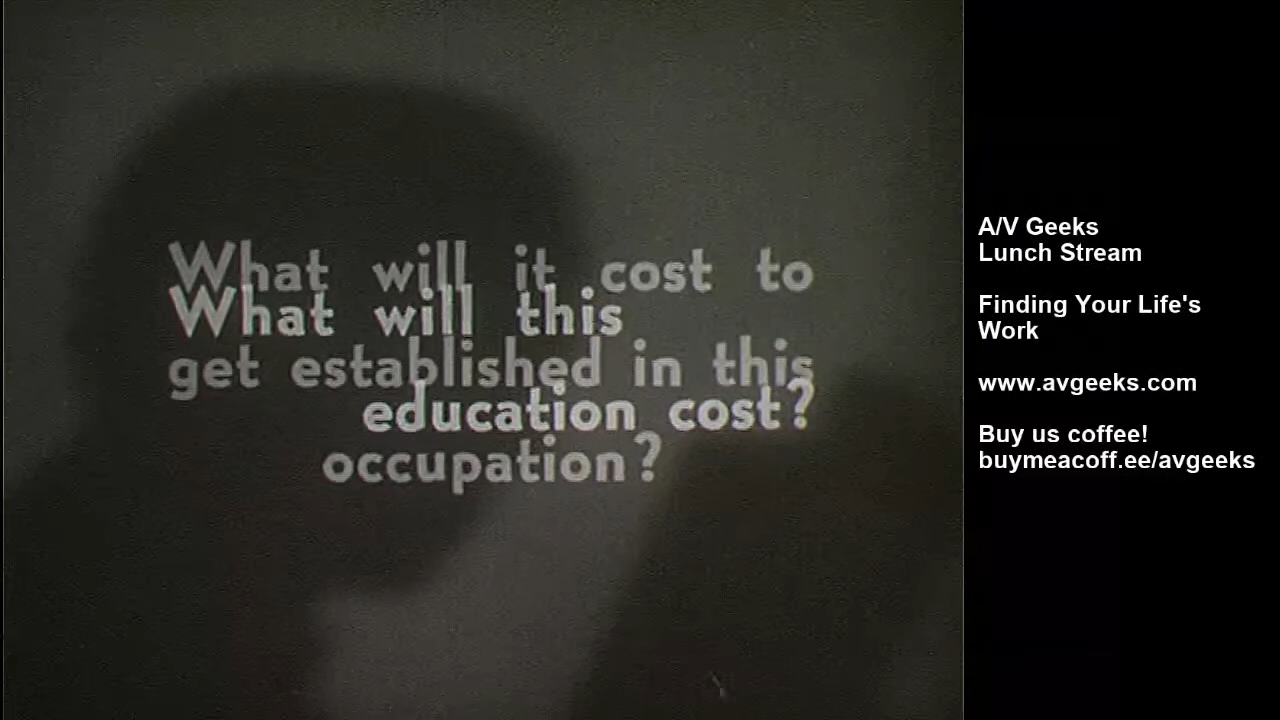 What will it cost to
What will this
get established in this
education cost?
occupation?
A/V Geeks
Lunch Stream
Finding Your Life's
Work
www.avgeeks.com
Buy us coffee!
buymeacoff.ee/avgeeks